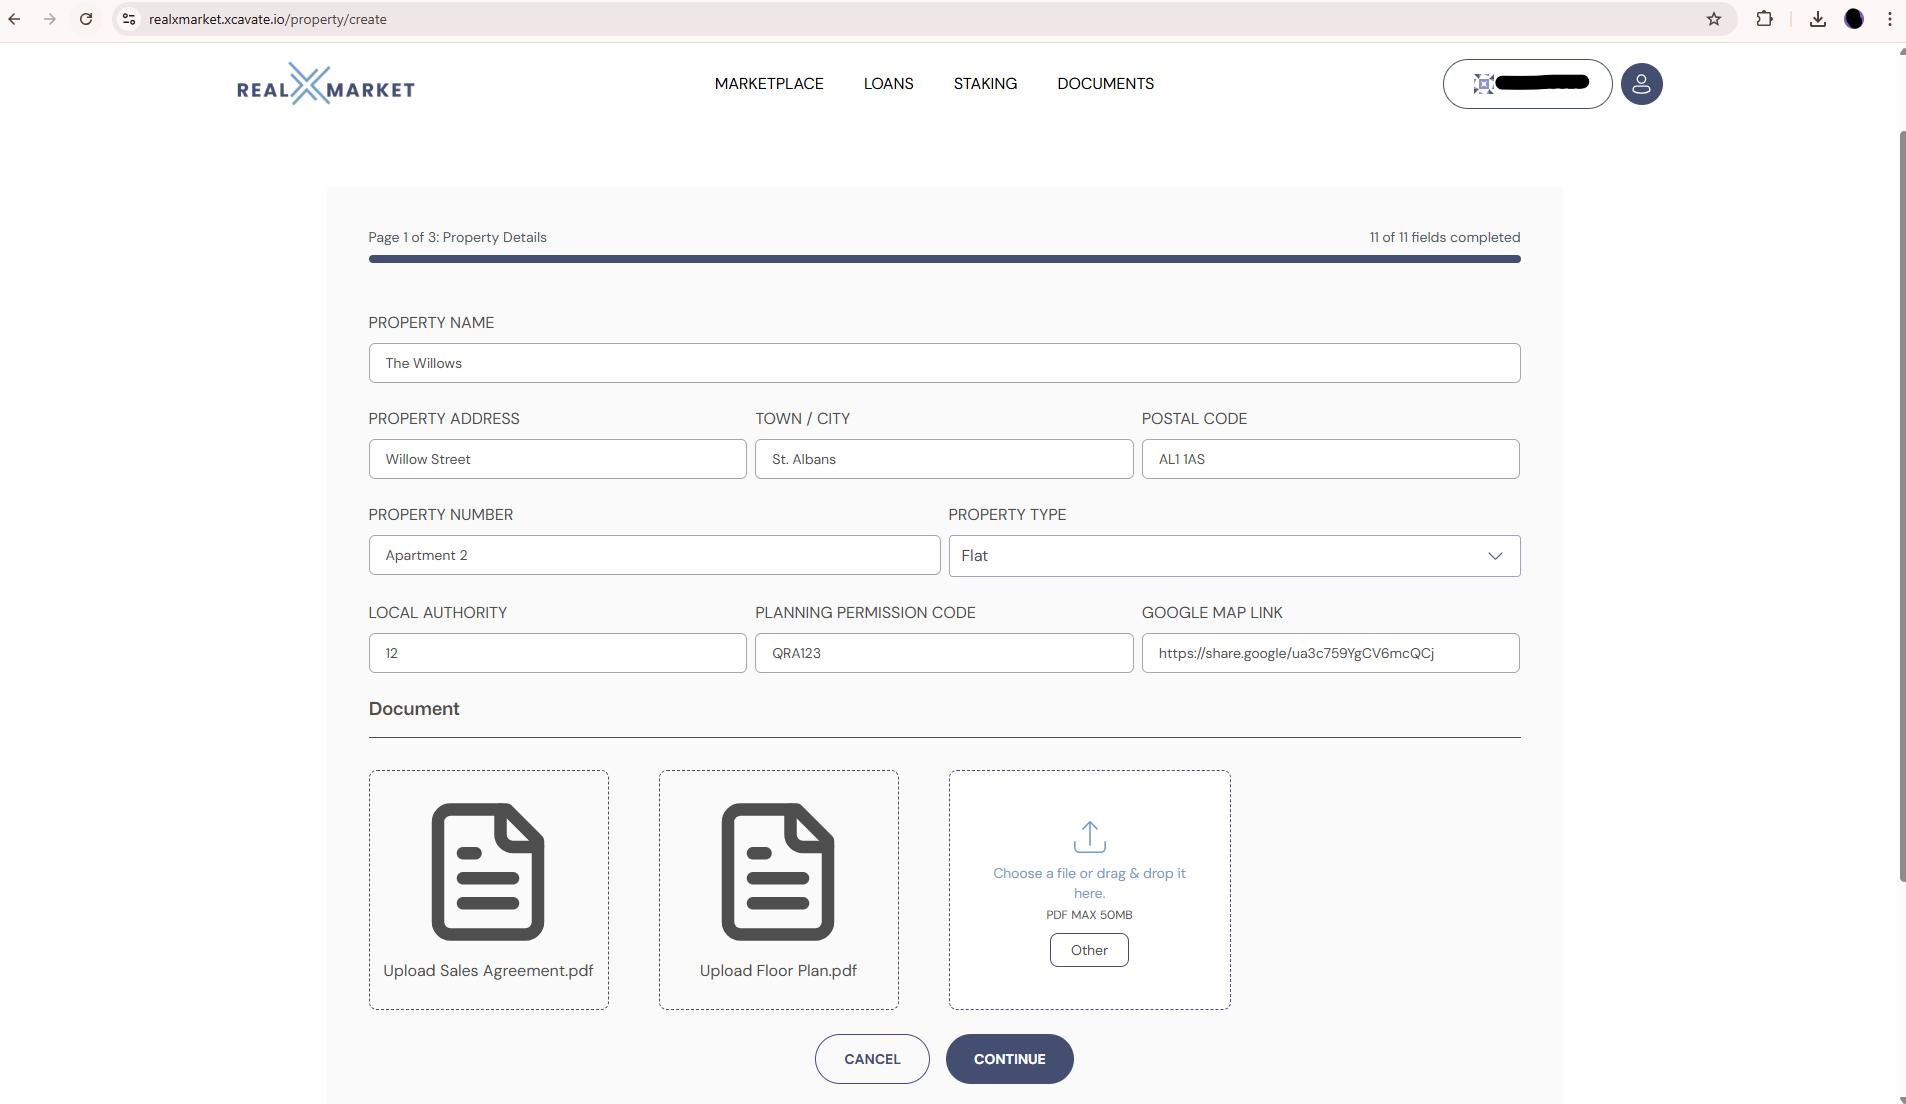 realxmarket.xcavate.io/property/create
REAL MARKET
MARKETPLACE LOANS STAKING DOCUMENTS
Page 1 of 3: Property Details
11 of 11 fields completed
PROPERTY NAME
The Willows
PROPERTY ADDRESS TOWN / CITY POSTAL CODE
Willow Street St. Albans AL1 1AS
PROPERTY NUMBER PROPERTY TYPE
Apartment 2 Flat
LOCAL AUTHORITY PLANNING PERMISSION CODE GOOGLE MAP LINK
12 QRA123 https://share.google/ua3c759YgCV6mcQCj
Document
Upload Sales Agreement.pdf
Upload Floor Plan.pdf
Choose a file or drag & drop it
here.
PDF MAX 50MB
Other
CANCEL CONTINUE